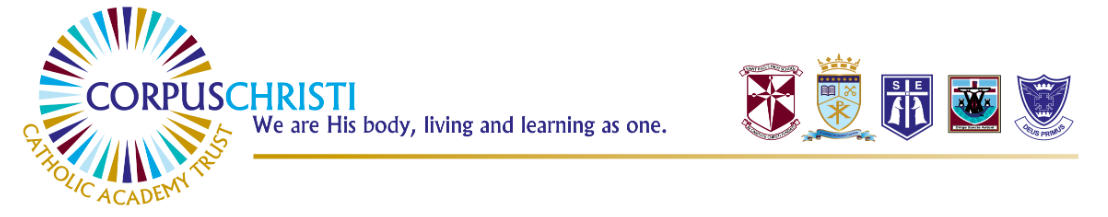 CORPUSCHRISTI
CATHOLIC ACADEMY TRUST
We are His body, living and learning as one.
S E
DEUS PRIMUS